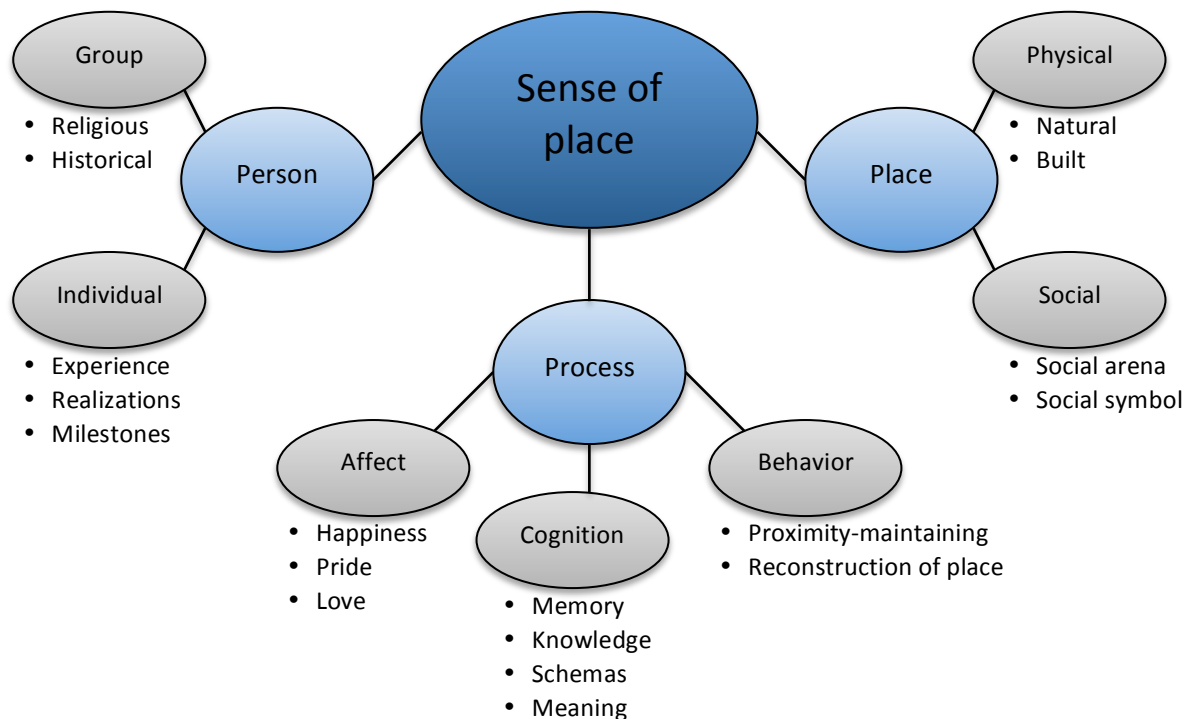 Sense of
place
Group
• Religious
• Historical
Person
Individual
• Experience
• Realizations
• Milestones
Process
Affect
• Happiness
• Pride
• Love
Cognition
• Memory
• Knowledge
• Schemas
• Meaning
Behavior
• Proximity-maintaining
• Reconstruction of place
Place
Physical
• Natural
• Built
Social
• Social arena
• Social symbol